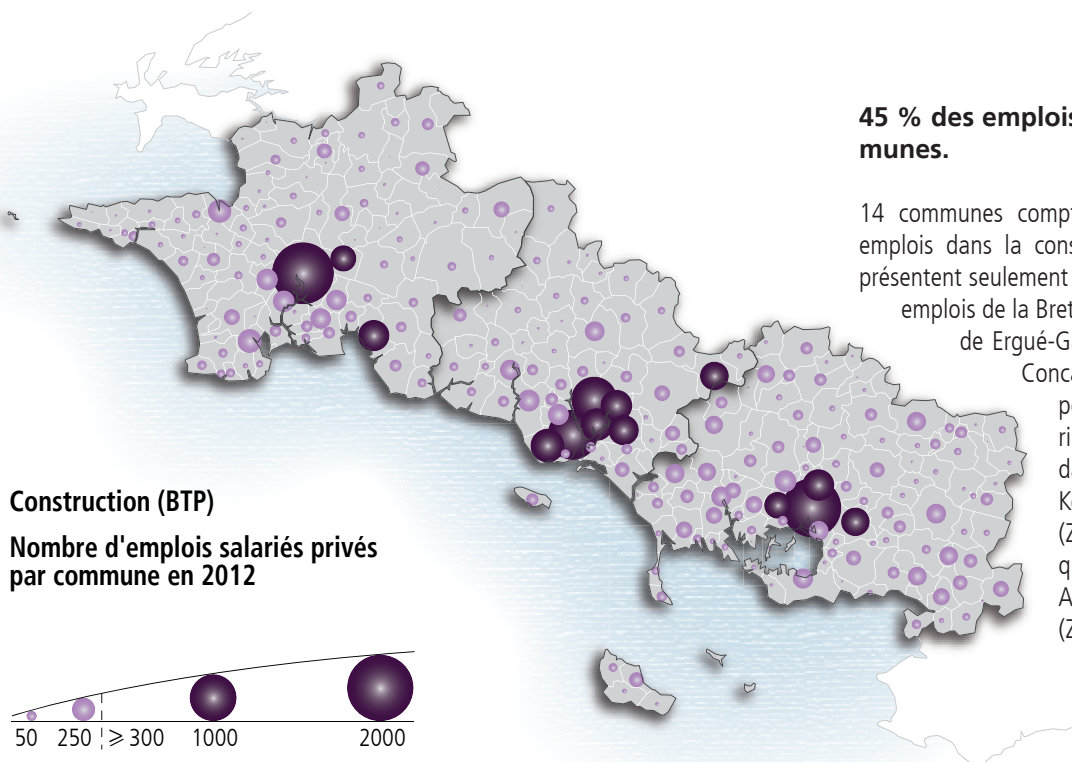 45 % des emplois
munes.
14 communes compt
emplois dans la cons
présentent seulement
emplois de la Bret
de Ergué-G
Conca
p
ri
da
K
(Z
q
A
(Z
Construction (BTP)
Nombre d'emplois salariés privés
par commune en 2012
50 250 ⩾ 300 1000 2000